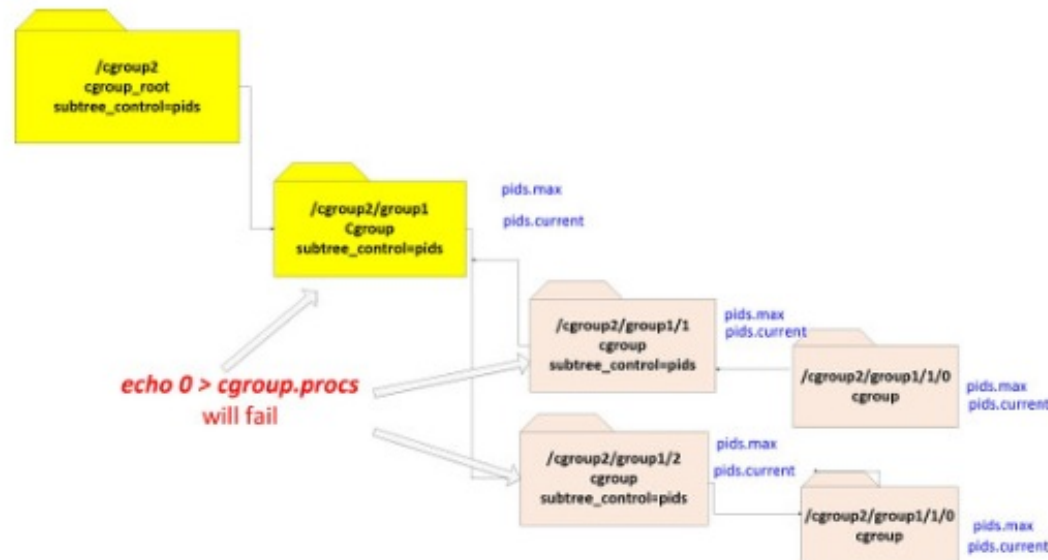 /cgroup2
cgroup_root
subtree_control=pids
/cgroup2/group1
Cgroup
subtree_control=pids
pids.max
pids.current
/cgroup2/group1/1
cgroup
subtree_control=pids
pids.max
pids.current
/cgroup2/group1/1/0
cgroup
pids.max
pids.current
echo 0 > cgroup.procs
will fail
/cgroup2/group1/2
cgroup
subtree_control=pids
pids.max
pids.current
/cgroup2/group1/1/0
cgroup
pids.max
pids.current